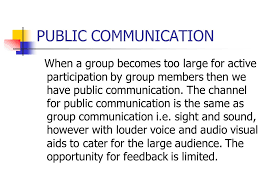 PUBLIC COMMUNICATION
When a group becomes too large for active
participation by group members then we
have public communication. The channel
for public communication is the same as
group communication i.e. sight and sound,
however with louder voice and audio visual
aids to cater for the large audience. The
opportunity for feedback is limited.